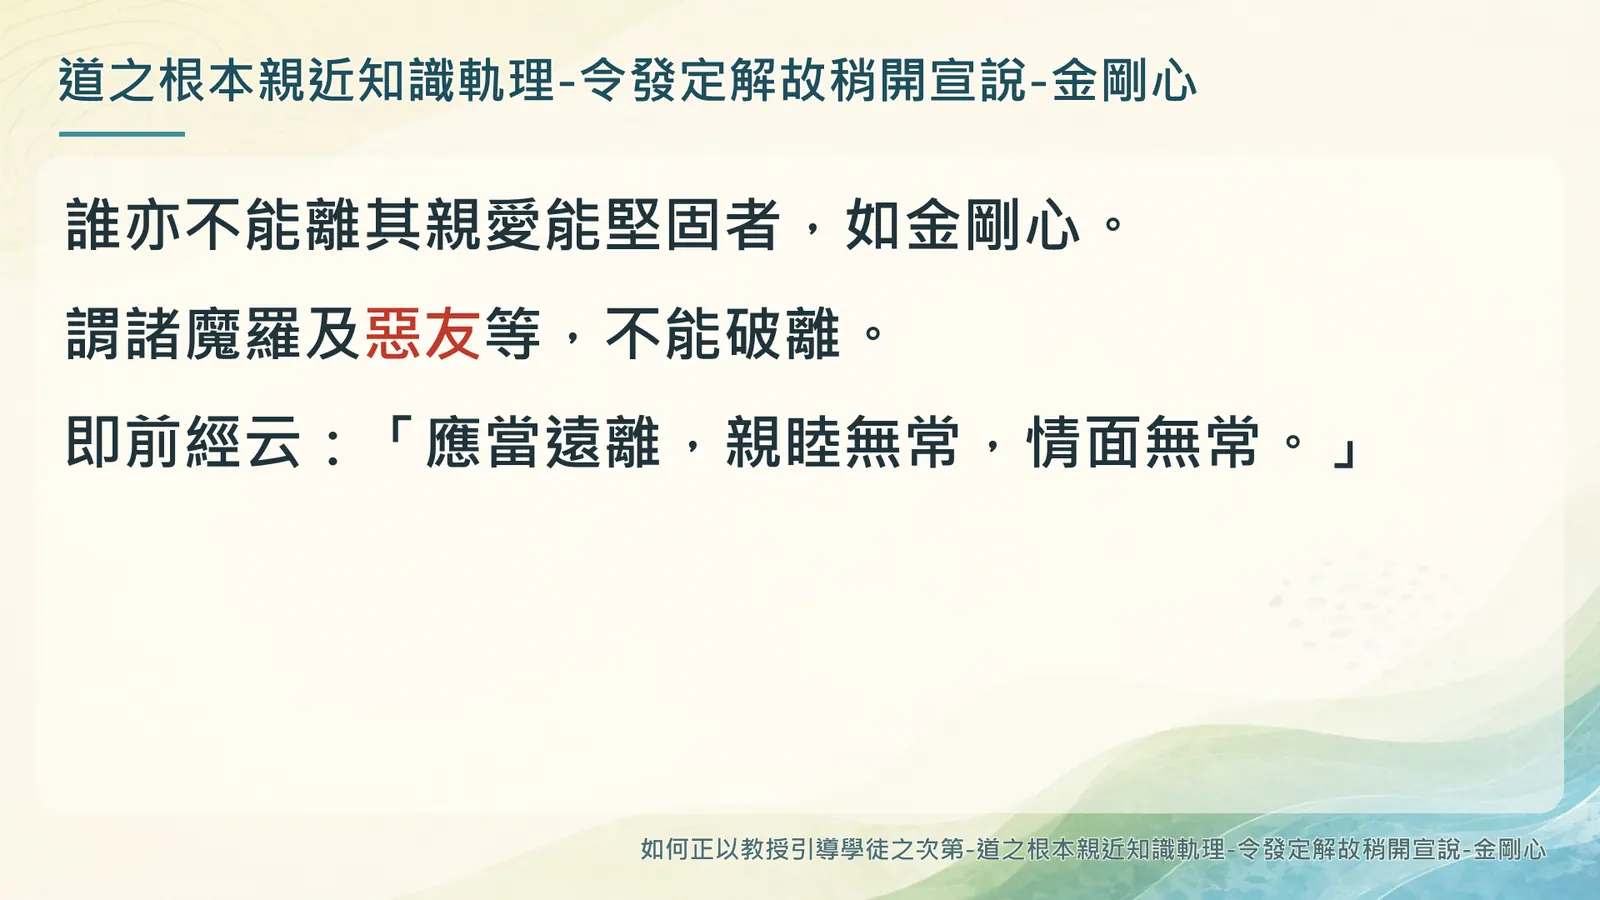 道之根本親近知識軌理-令發定解故稍開宣說-金剛心
誰亦不能離其親愛能堅固者，如金剛心。
謂諸魔羅及惡友等，不能破離。
即前經云：「應當遠離，親睦無常，情面無常。」
如何正以教授引導學徒之次第-道之根本親近知識軌理-令發定解故稍開宣說-金剛心